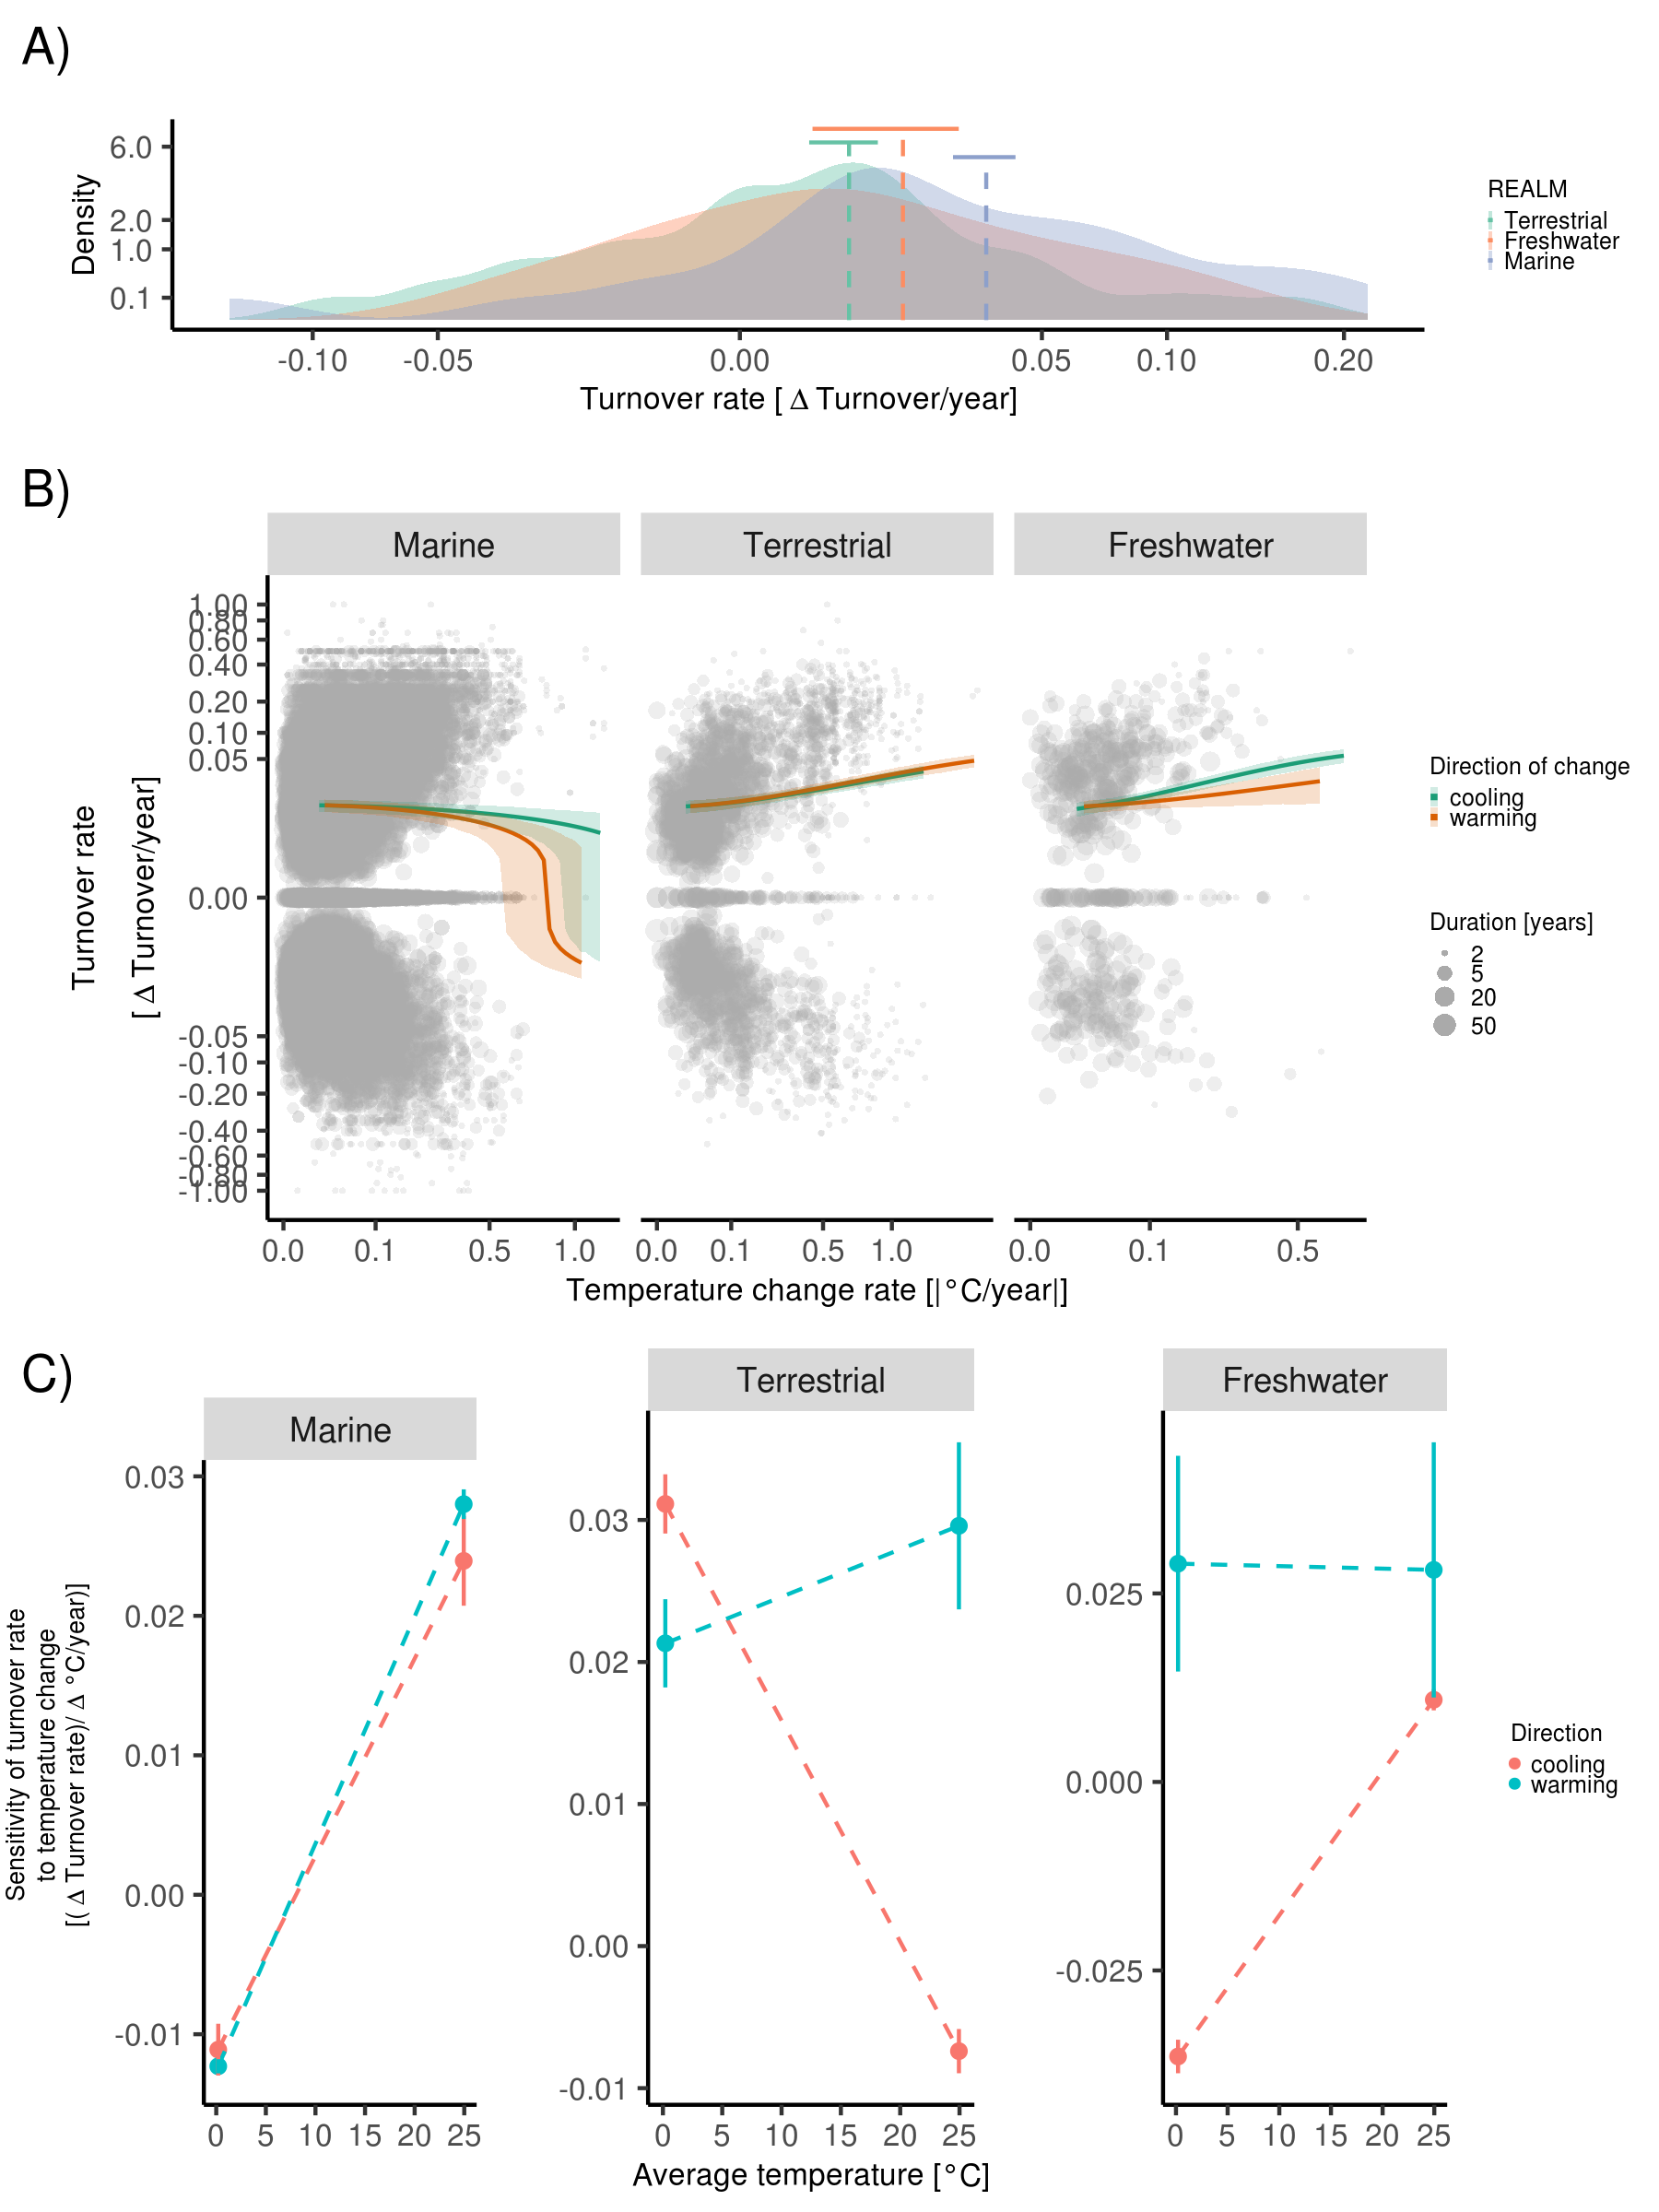 A)
6.0
2.0
1.0
0.1
Density
-0.10 -0.05 0.00 0.05 0.10 0.20
Turnover rate [ Δ Turnover/year]
REALM
Terrestrial
Freshwater
Marine
B)
Marine Terrestrial Freshwater
1.00
0.80
0.60
0.40
0.20
0.10
0.05
0.00
-0.05
-0.10
-0.20
-0.40
-0.60
-0.80
-1.00
Turnover rate
[ Δ Turnover/year]
0.0 0.1 0.5 1.0 0.0 0.1 0.5 1.0 0.0 0.1 0.5
Temperature change rate [|°C/year|]
Direction of change
cooling
warming
Duration [years]
2
5
20
50
C)
Marine
0.03
0.02
0.01
0.00
-0.01
0 5 10 15 20 25
Sensitivity of turnover rate
to temperature change
[( Δ Turnover rate)/ Δ °C/year)]
Terrestrial
0.03
0.02
0.01
0.00
-0.01
0 5 10 15 20 25
Freshwater
0.025
0.000
-0.025
0 5 10 15 20 25
Average temperature [°C]
Direction
cooling
warming